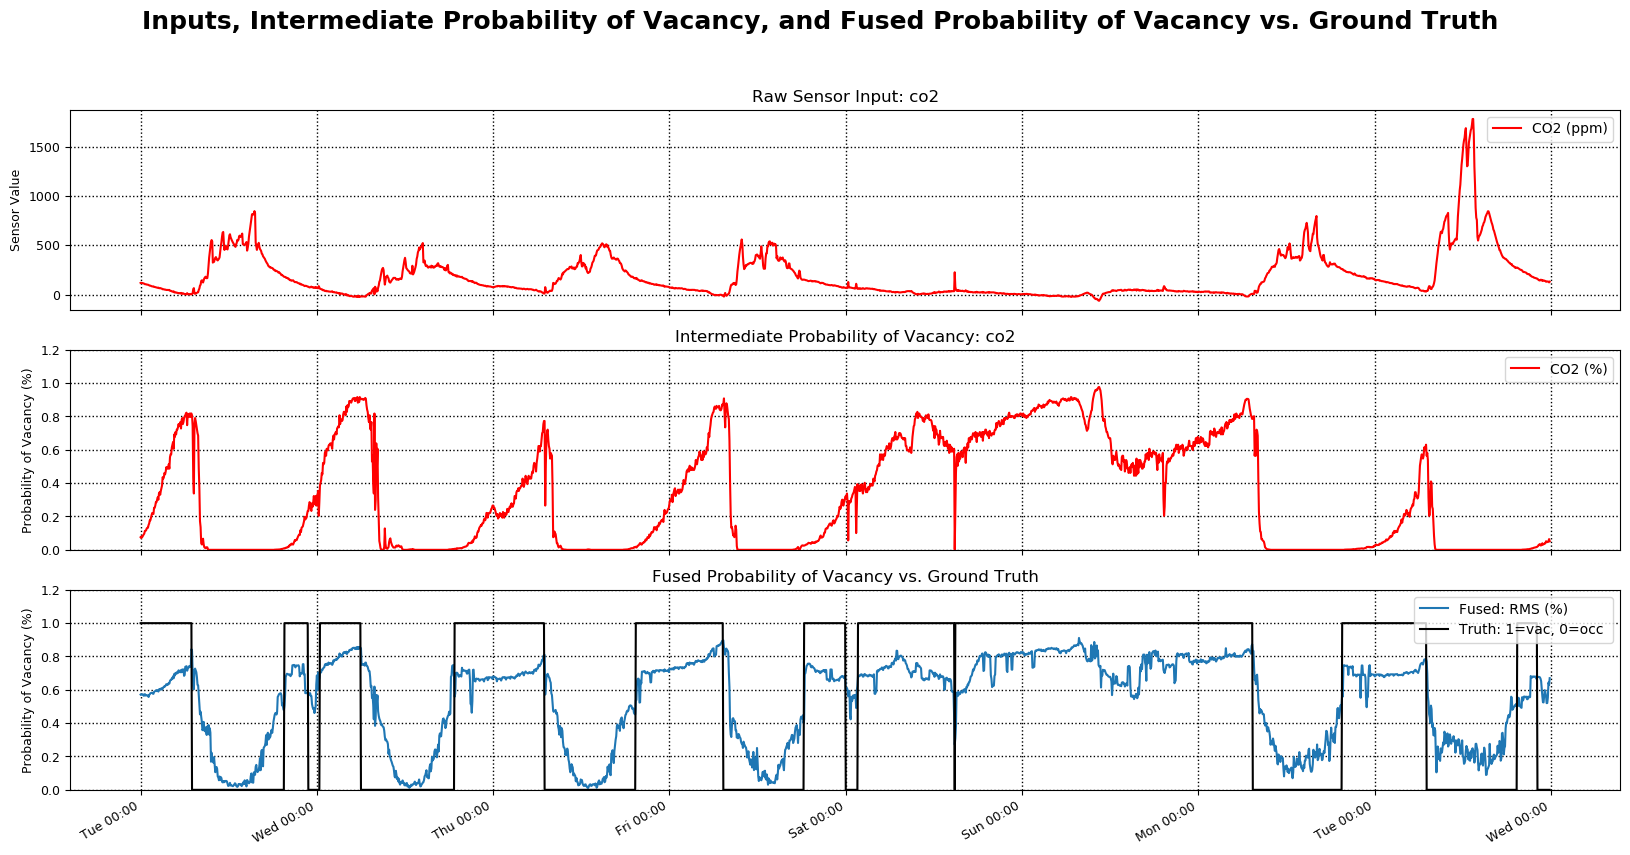 Inputs, Intermediate Probability of Vacancy, and Fused Probability of Vacancy vs. Ground Truth
Raw Sensor Input: co2
Sensor Value
1500
1000
500
0
CO2 (ppm)
Intermediate Probability of Vacancy: co2
Probability of Vacancy (%)
1.2
1.0
0.8
0.6
0.4
0.2
0.0
CO2 (%)
Fused Probability of Vacancy vs. Ground Truth
Probability of Vacancy (%)
1.2
1.0
0.8
0.6
0.4
0.2
0.0
Fused: RMS (%)
Truth: 1=vac, 0=occ
Tue 00:00
Wed 00:00
Thu 00:00
Fri 00:00
Sat 00:00
Sun 00:00
Mon 00:00
Tue 00:00
Wed 00:00